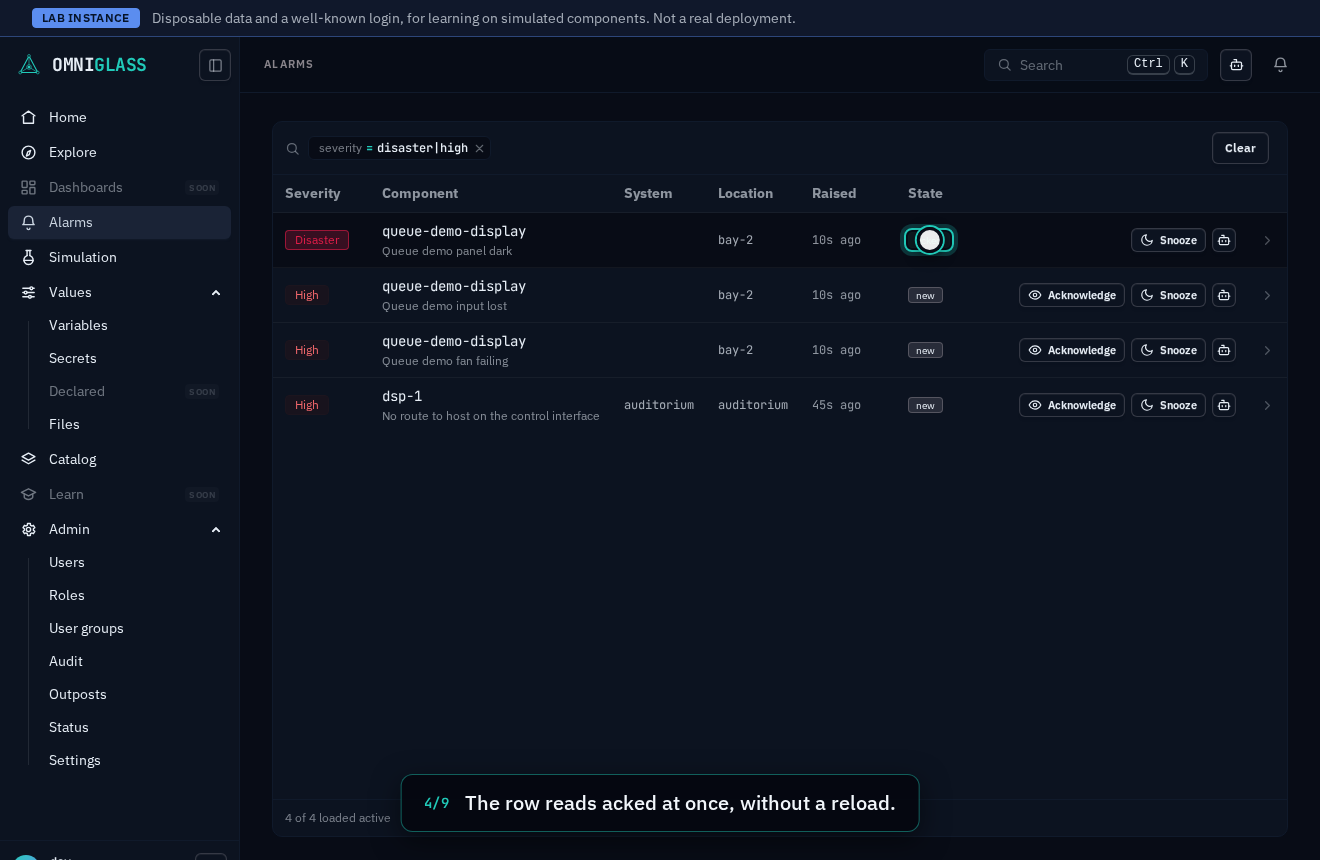 LAB INSTANCE Disposable data and a well-known login, for learning on simulated components. Not a real deployment.
OMNIGLASS
ALARMS
Search Ctrl K
Home
Explore
Dashboards SOON
Alarms
Simulation
Values
Variables
Secrets
Declared SOON
Files
Catalog
Learn SOON
Admin
Users
Roles
User groups
Audit
Outposts
Status
Settings
severity = disaster|high
Clear
Severity Component System Location Raised State
Disaster queue-demo-display bay-2 10s ago Snooze
Queue demo panel dark
High queue-demo-display bay-2 10s ago new Acknowledge Snooze
Queue demo input lost
High queue-demo-display bay-2 10s ago new Acknowledge Snooze
Queue demo fan failing
High dsp-1 auditorium auditorium 45s ago new Acknowledge Snooze
No route to host on the control interface
4 of 4 loaded active
4/9 The row reads acked at once, without a reload.